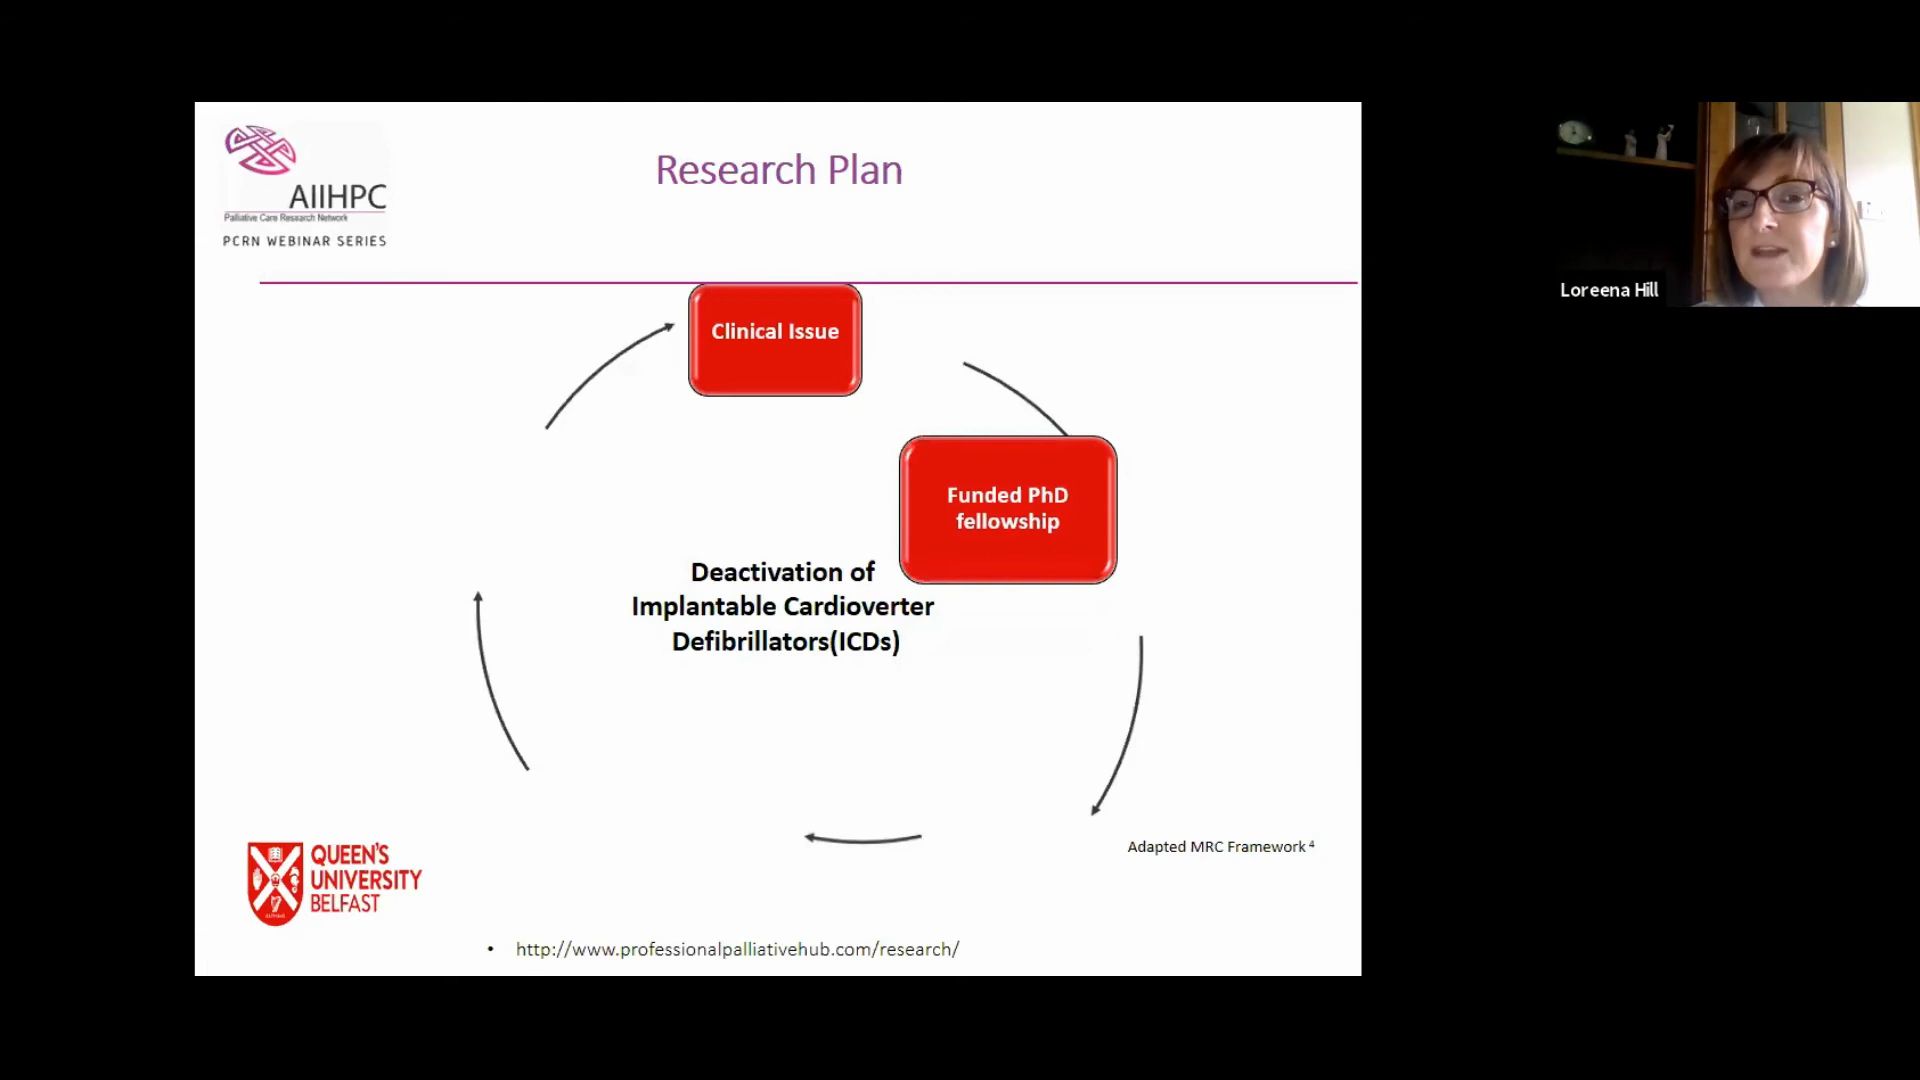 AIIHPC
Palliative Care Research Network
PCRN WEBINAR SERIES
Research Plan
Clinical Issue
Funded PhD
fellowship
Deactivation of
Implantable Cardioverter
Defibrillators(ICDs)
Adapted MRC Framework 4
QUEEN'S
UNIVERSITY
BELFAST
• http://www.professionalpalliativehub.com/research/
Loreena Hill